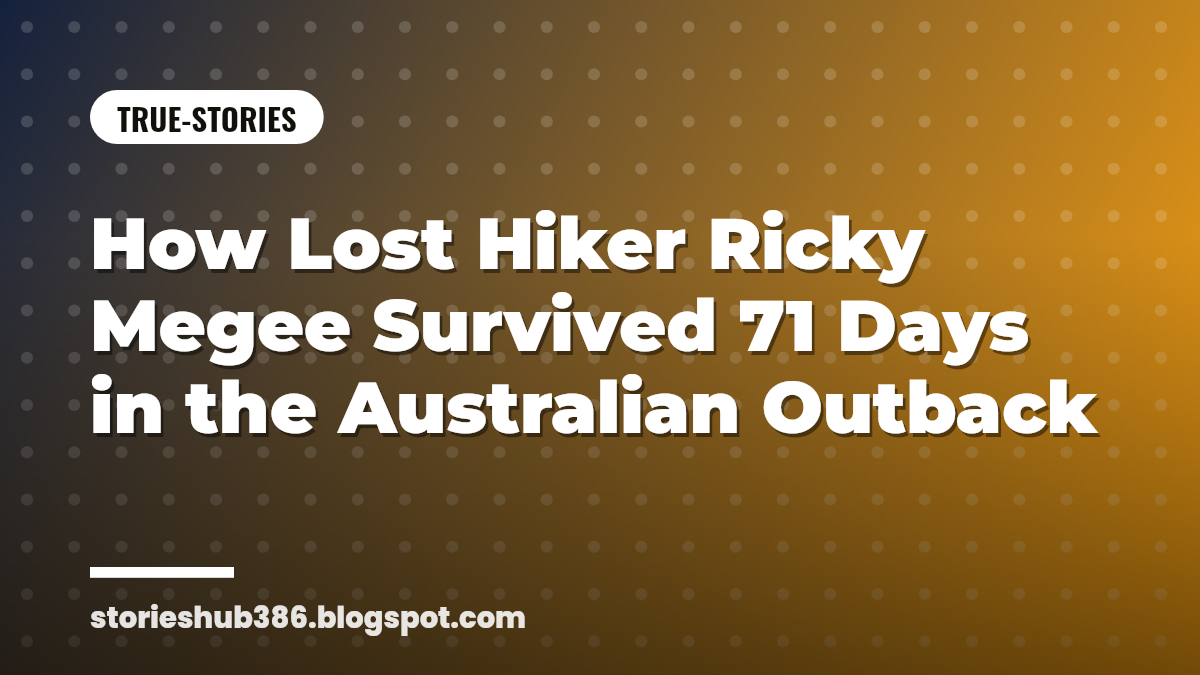 TRUE-STORIES
How Lost Hiker Ricky
Megee Survived 71 Days
in the Australian Outback
storieshub386.blogspot.com